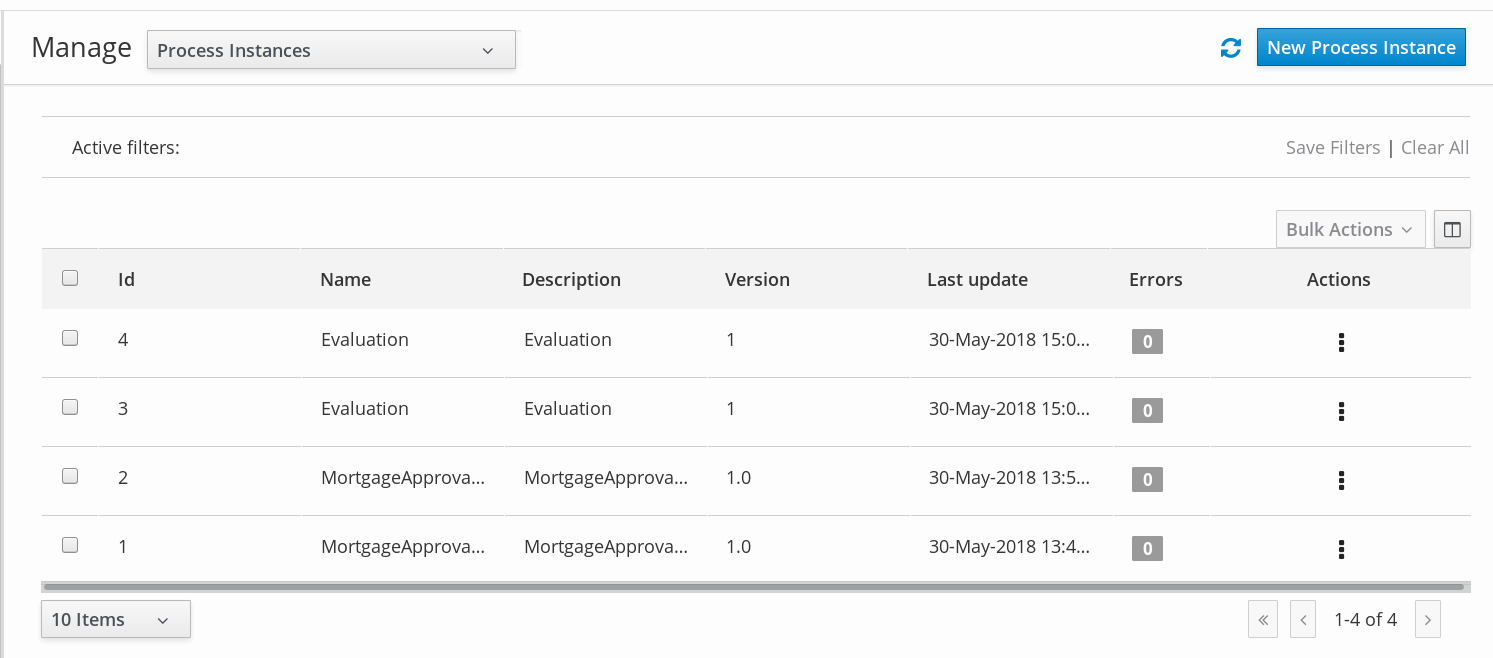 Manage Process Instances New Process Instance
Active filters: Save Filters | Clear All
Bulk Actions
Id Name Description Version Last update Errors Actions
4 Evaluation Evaluation 1 30-May-2018 15:0... 0
3 Evaluation Evaluation 1 30-May-2018 15:0... 0
2 MortgageApprova... MortgageApprova... 1.0 30-May-2018 13:5... 0
1 MortgageApprova... MortgageApprova... 1.0 30-May-2018 13:4... 0
10 Items « < 1-4 of 4 >